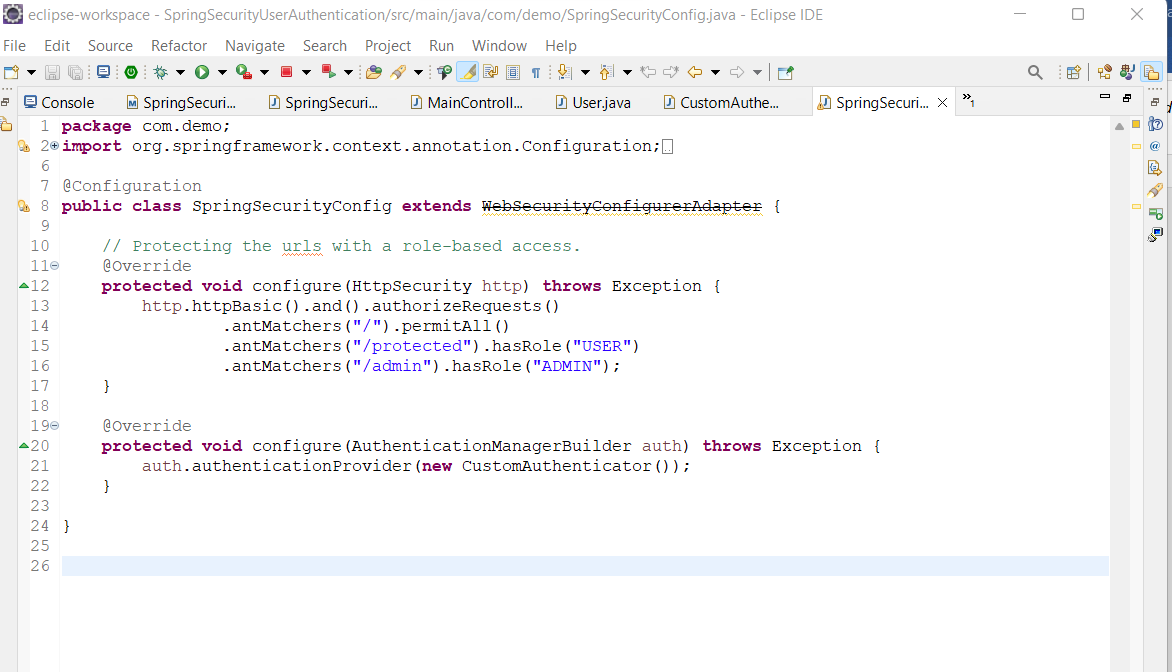 eclipse-workspace - SpringSecurityUserAuthentication/src/main/java/com/demo/SpringSecurityConfig.java - Eclipse IDE
File Edit Source Refactor Navigate Search Project Run Window Help
Console SpringSecuri... SpringSecuri... MainControll... User.java CustomAuthe... SpringSecuri... 1
1 package com.demo;
2 import org.springframework.context.annotation.Configuration;
6
7 @Configuration
8 public class SpringSecurityConfig extends WebSecurityConfigurerAdapter {
9
10 // Protecting the urls with a role-based access.
11 @Override
12 protected void configure(HttpSecurity http) throws Exception {
13 http.httpBasic().and().authorizeRequests()
14 .antMatchers("/").permitAll()
15 .antMatchers("/protected").hasRole("USER")
16 .antMatchers("/admin").hasRole("ADMIN");
17 }
18
19 @Override
20 protected void configure(AuthenticationManagerBuilder auth) throws Exception {
21 auth.authenticationProvider(new CustomAuthenticator());
22 }
23
24 }
25
26